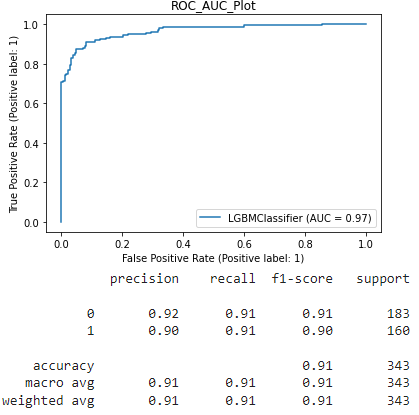 ROC_AUC_Plot
1.0
0.8
0.6
0.4
0.2
0.0
True Positive Rate (Positive label: 1)
LGBMClassifier (AUC = 0.97)
0.0 0.2 0.4 0.6 0.8 1.0
False Positive Rate (Positive label: 1)
precision recall f1-score support
0 0.92 0.91 0.91 183
1 0.90 0.91 0.90 160
accuracy 0.91 343
macro avg 0.91 0.91 0.91 343
weighted avg 0.91 0.91 0.91 343